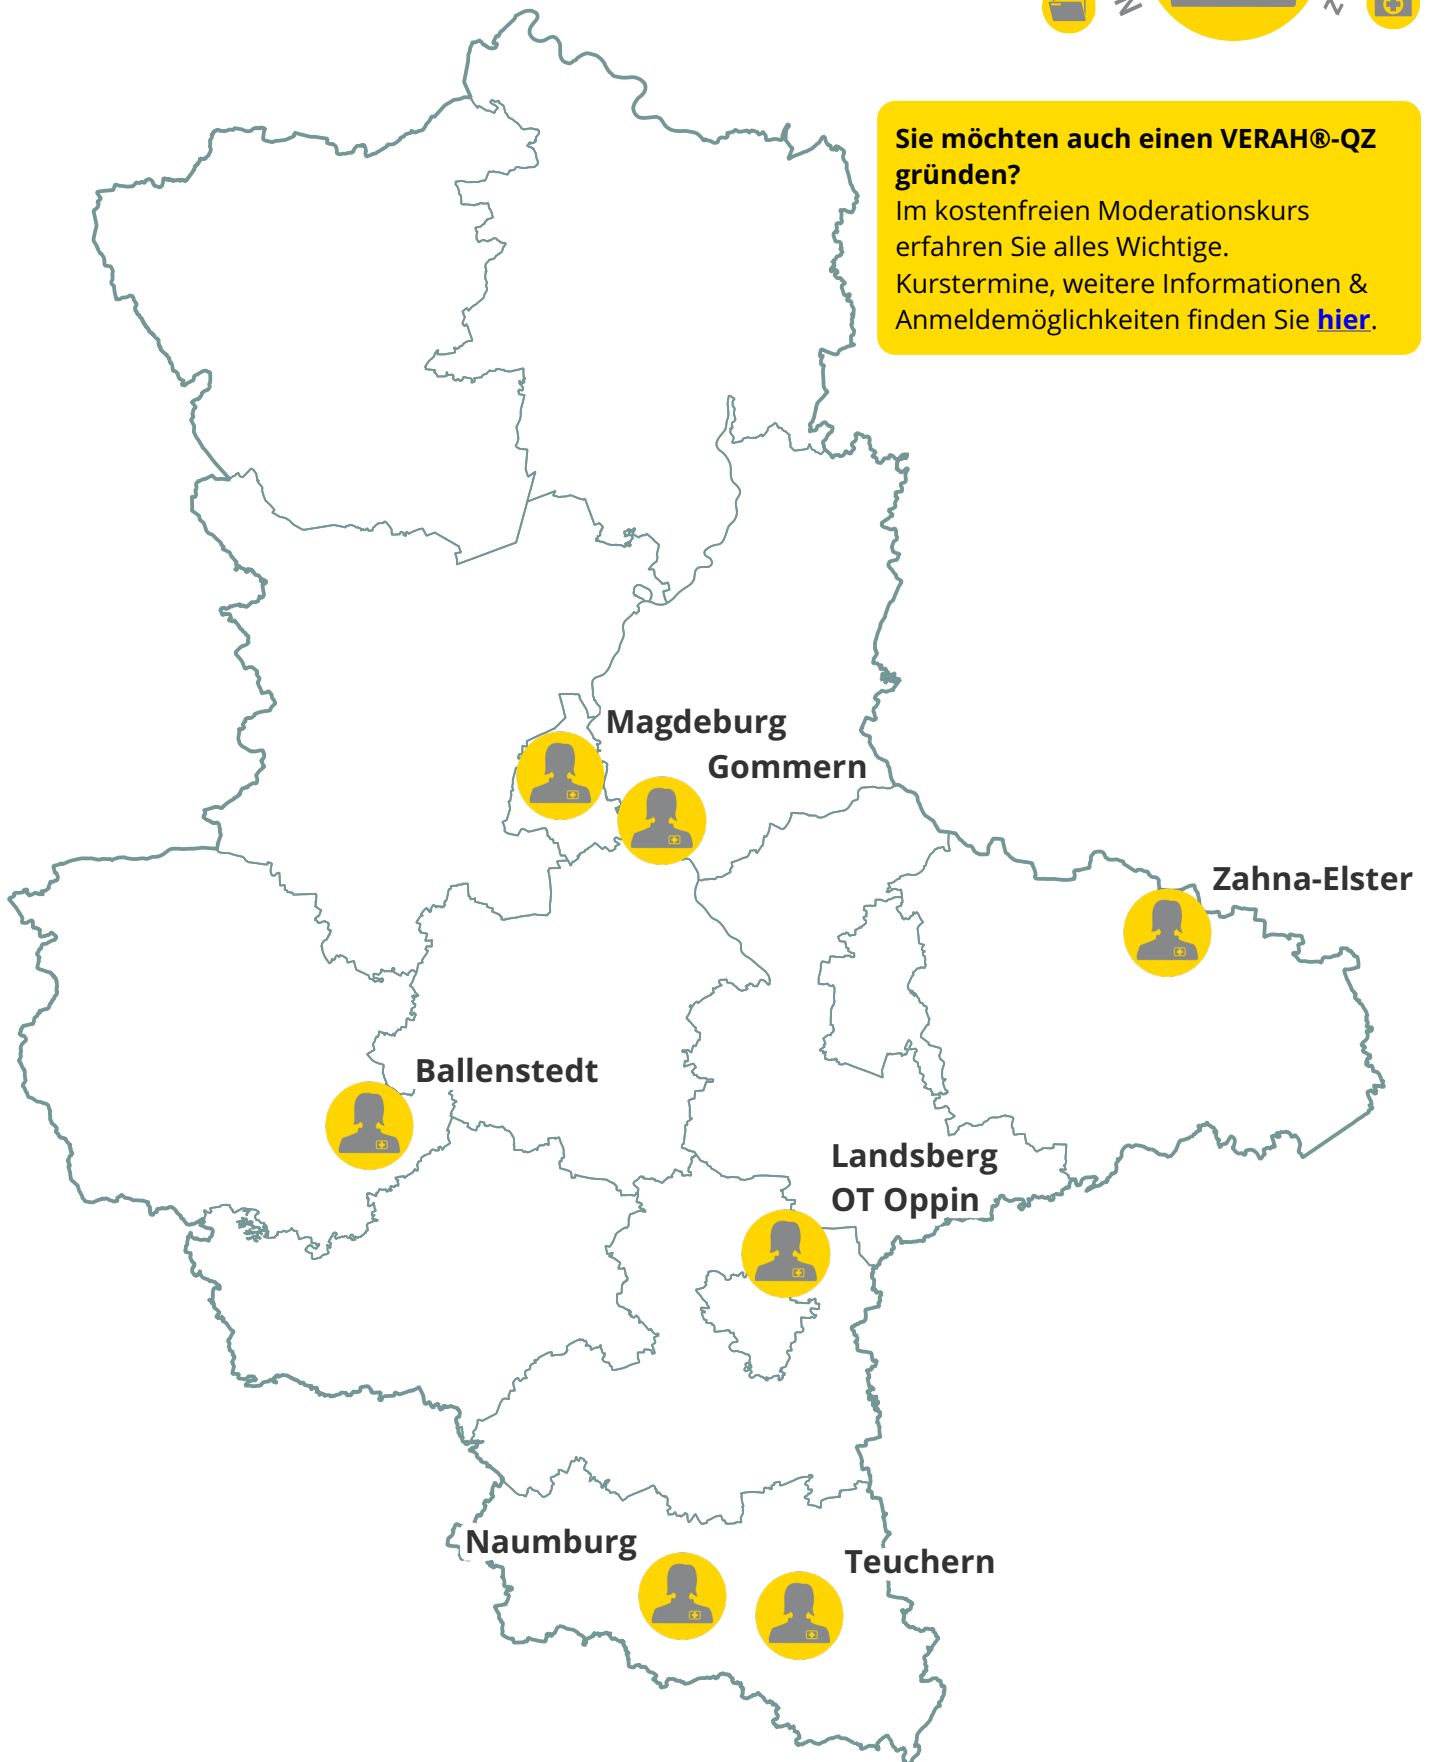 Sie möchten auch einen VERAH®-QZ
gründen?
Im kostenfreien Moderationskurs
erfahren Sie alles Wichtige.
Kurstermine, weitere Informationen &
Anmeldemöglichkeiten finden Sie hier.
Magdeburg
Gommern
Zahna-Elster
Ballenstedt
Landsberg
OT Oppin
Naumburg
Teuchern